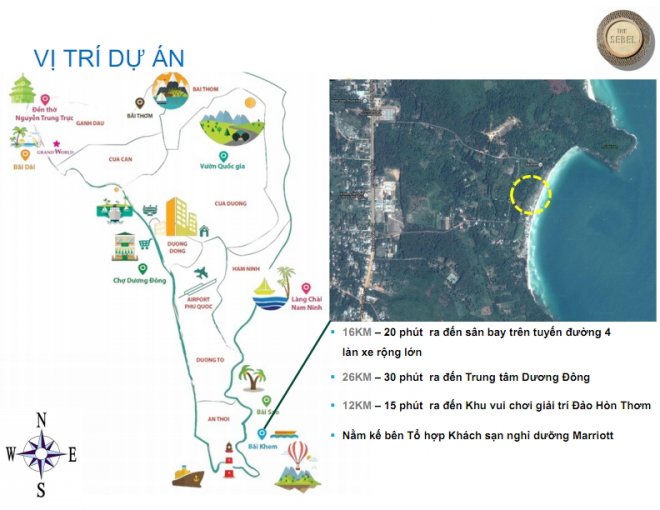 THE
SEBEL
VỊ TRÍ DỰ ÁN
BAI THOM
Đền thờ
Nguyễn Trung Trực
BÃI THƠM
GANH DAU
GRAND WORLD
Bãi Dài
CUA CAN
Vườn Quốc gia
CUA DUONG
DUONG
DONG
Chợ Dương Đông
HAM NINH
AIRPORT
PHU QUOC
Làng Chài
Nam Ninh
DUONG TO
Bãi Sao
AN THOI
Bãi Khem
N
W E
S
16KM – 20 phút ra đến sân bay trên tuyến đường 4
làn xe rộng lớn
26KM – 30 phút ra đến Trung tâm Dương Đông
12KM – 15 phút ra đến Khu vui chơi giải trí Đảo Hòn Thơm
Nằm kế bên Tổ hợp Khách sạn nghỉ dưỡng Marriott